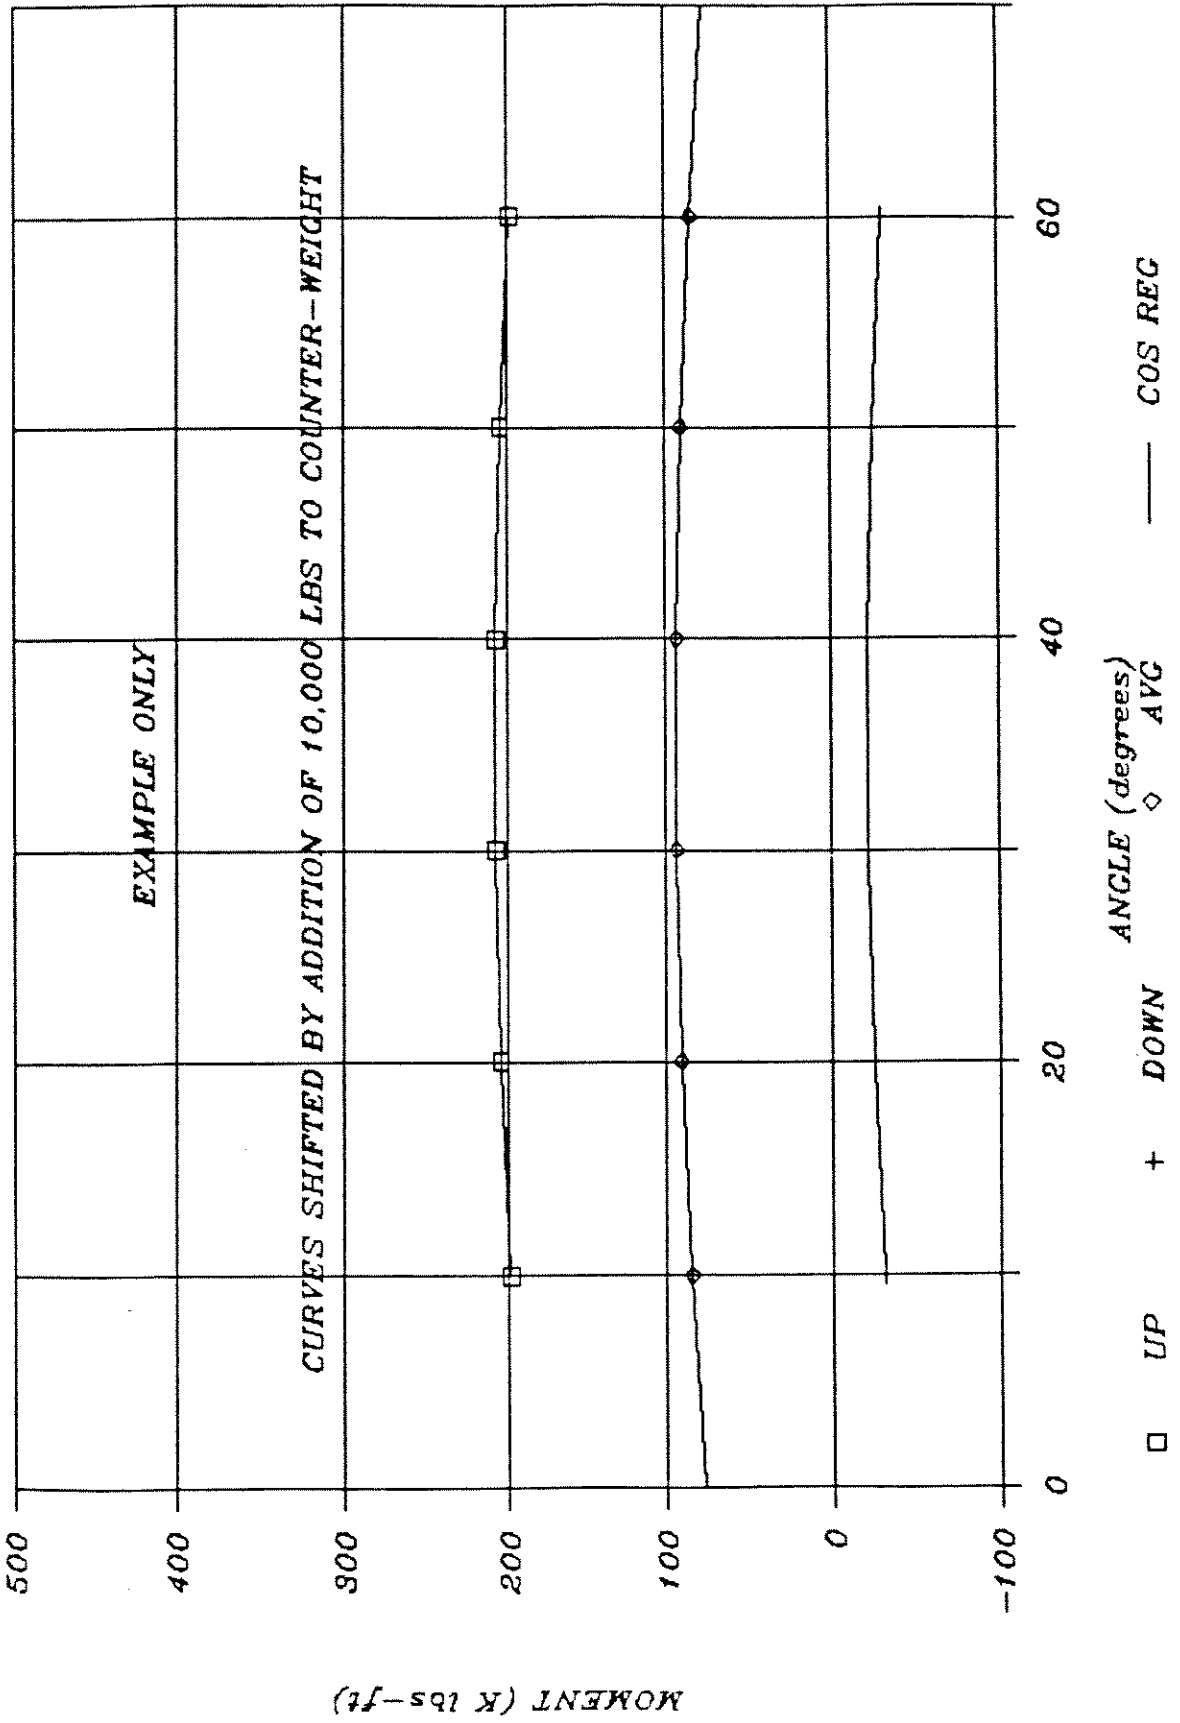 EXAMPLE ONLY
CURVES SHIFTED BY ADDITION OF 10,000 LBS TO COUNTER-WEIGHT
MOMENT (K lbs-ft)
500
400
300
200
100
0
-100
0
20
40
60
ANGLE (degrees)
UP
+ DOWN
AVG
COS REG